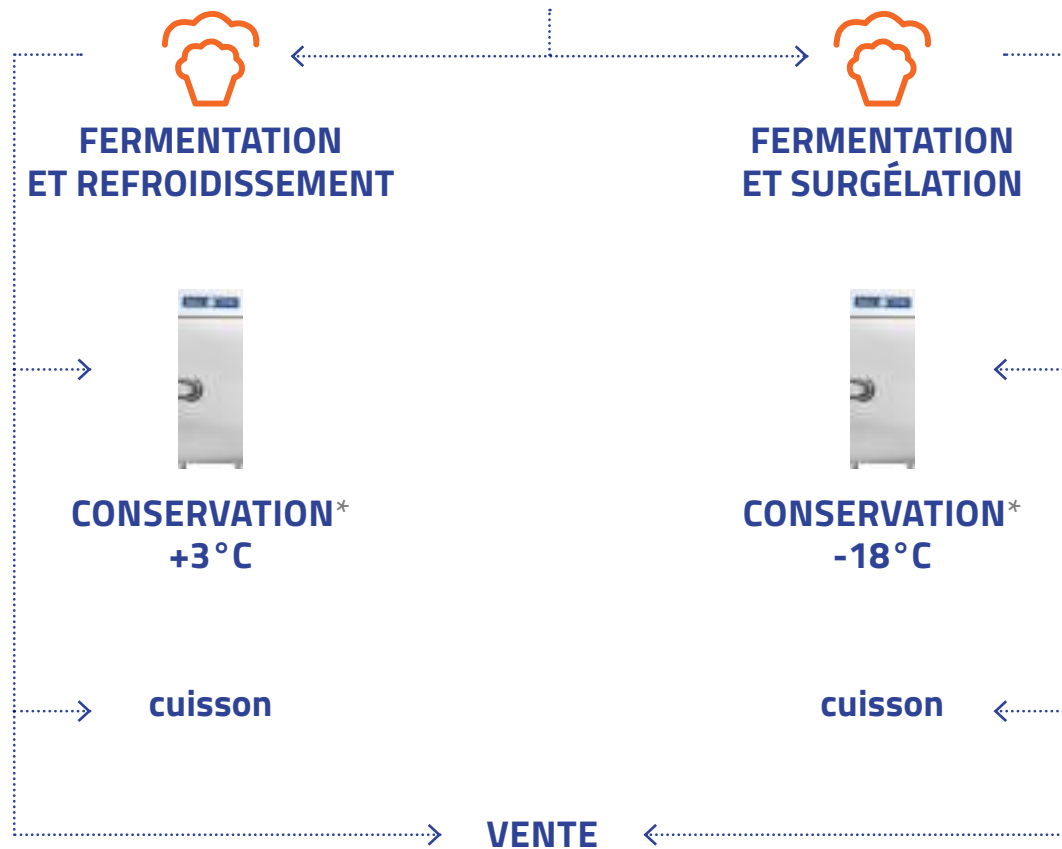 FERMENTATION
ET REFROIDISSEMENT
FERMENTATION
ET SURGÉLATION
CONSERVATION*
+3°C
CONSERVATION*
-18°C
cuisson
cuisson
VENTE